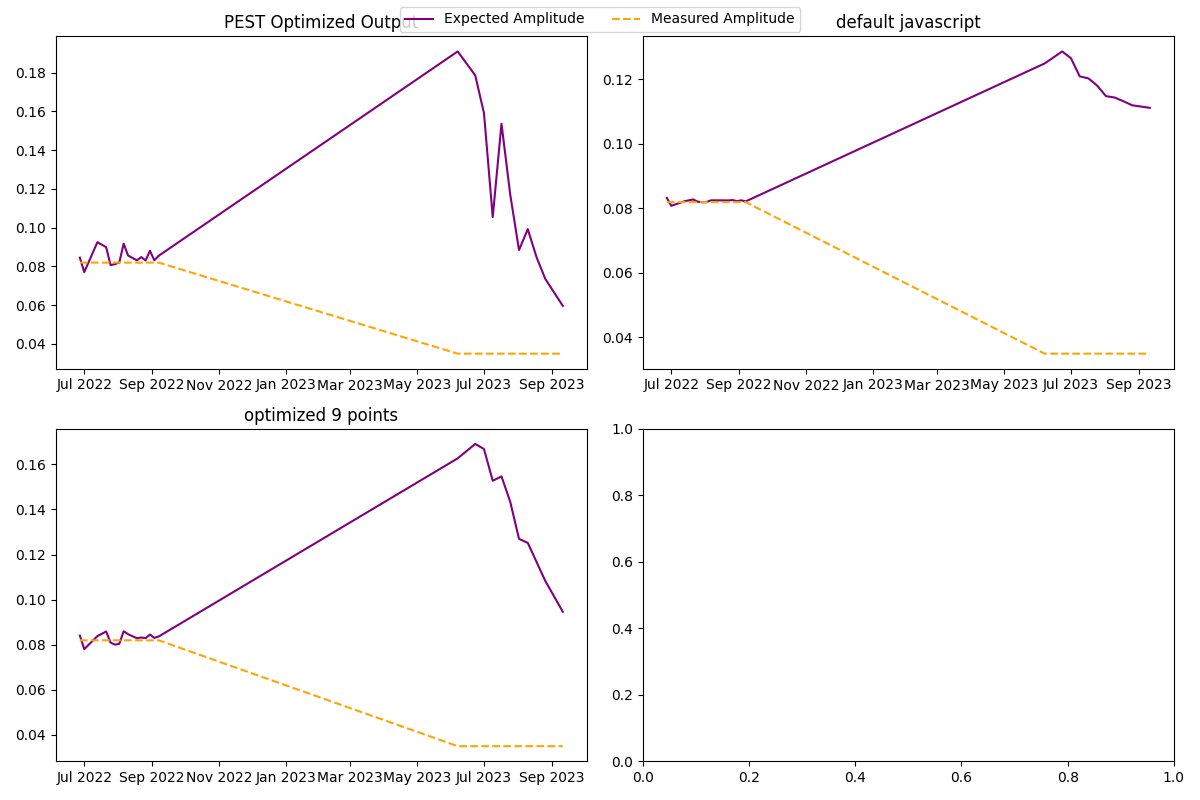 PEST Optimized Output
Expected Amplitude
Measured Amplitude
default javascript
0.18
0.16
0.14
0.12
0.10
0.08
0.06
0.04
Jul 2022 Sep 2022 Nov 2022 Jan 2023 Mar 2023 May 2023 Jul 2023 Sep 2023
0.12
0.10
0.08
0.06
0.04
Jul 2022 Sep 2022 Nov 2022 Jan 2023 Mar 2023 May 2023 Jul 2023 Sep 2023
optimized 9 points
0.16
0.14
0.12
0.10
0.08
0.06
0.04
Jul 2022 Sep 2022 Nov 2022 Jan 2023 Mar 2023 May 2023 Jul 2023 Sep 2023
1.0
0.8
0.6
0.4
0.2
0.0
0.0 0.2 0.4 0.6 0.8 1.0